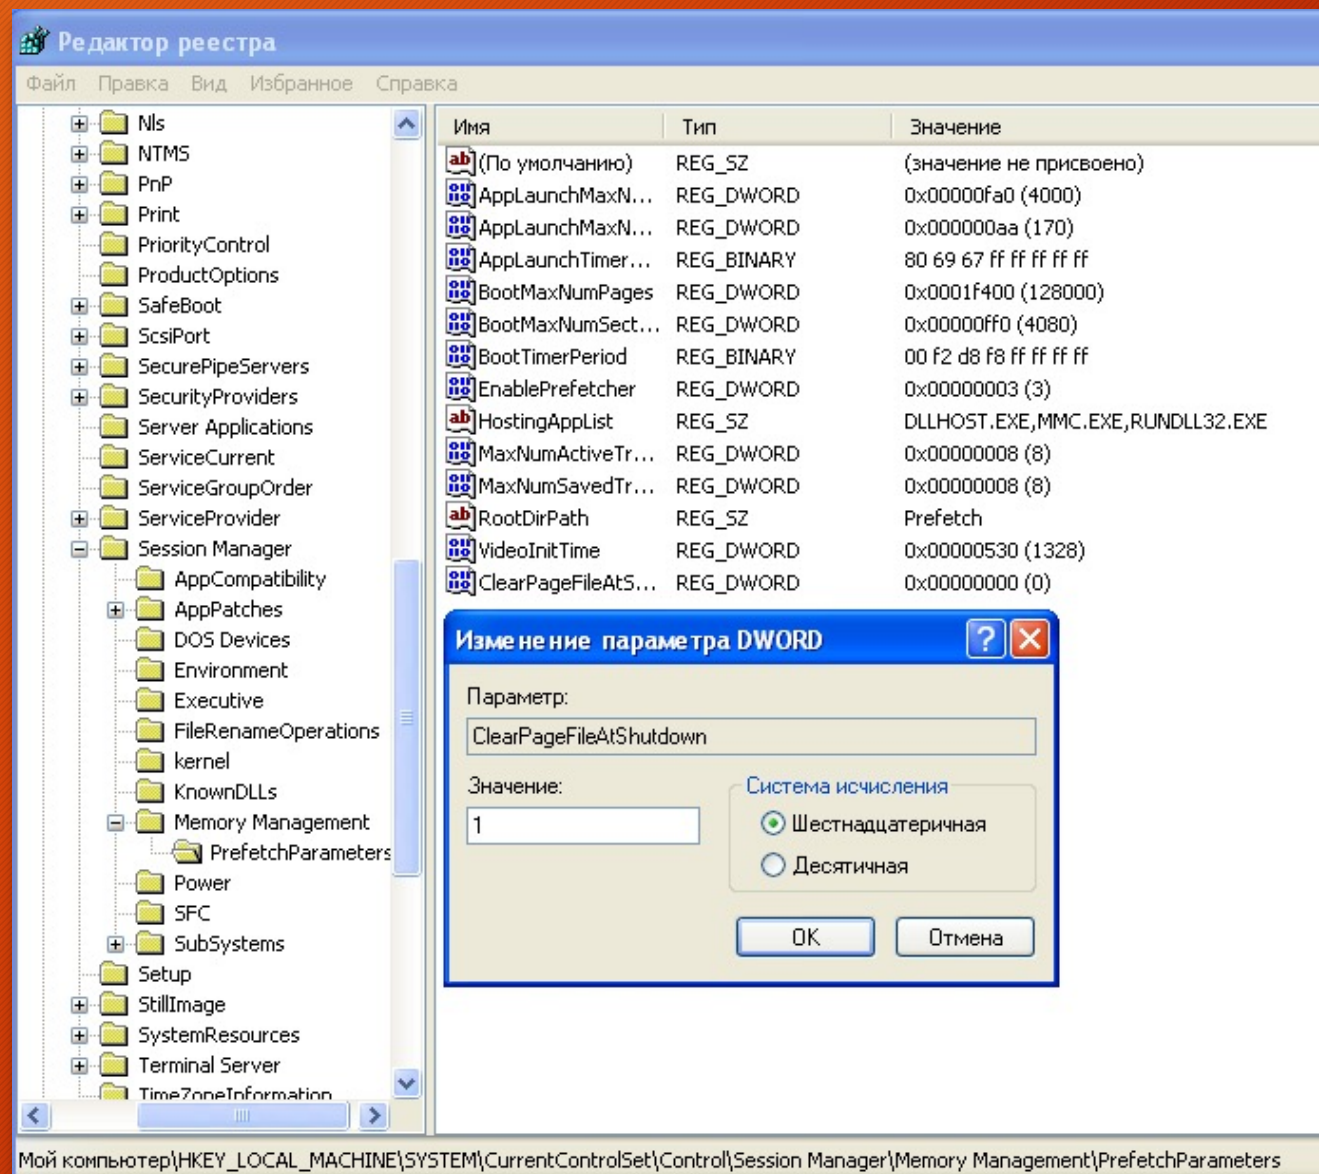 Редактор реестра
Файл Правка Вид Избранное Справка
Nls
NTMS
PnP
Print
PriorityControl
ProductOptions
SafeBoot
ScsiPort
SecurePipeServers
SecurityProviders
Server Applications
ServiceCurrent
ServiceGroupOrder
ServiceProvider
Session Manager
AppCompatibility
AppPatches
DOS Devices
Environment
Executive
FileRenameOperations
kernel
KnownDLLs
Memory Management
PrefetchParameters
Power
SFC
SubSystems
Setup
StillImage
SystemResources
Terminal Server
TimeZoneInformation
Имя Тип Значение
(По умолчанию) REG_SZ (значение не присвоено)
AppLaunchMaxN... REG_DWORD 0x00000fa0 (4000)
AppLaunchMaxN... REG_DWORD 0x000000aa (170)
AppLaunchTimer... REG_BINARY 80 69 67 ff ff ff ff ff
BootMaxNumPages REG_DWORD 0x0001f400 (128000)
BootMaxNumSect... REG_DWORD 0x00000ff0 (4080)
BootTimerPeriod REG_BINARY 00 f2 d8 f8 ff ff ff ff
EnablePrefetcher REG_DWORD 0x00000003 (3)
HostingAppList REG_SZ DLLHOST.EXE,MMC.EXE,RUNDLL32.EXE
MaxNumActiveTr... REG_DWORD 0x00000008 (8)
MaxNumSavedTr... REG_DWORD 0x00000008 (8)
RootDirPath REG_SZ Prefetch
VideoInitTime REG_DWORD 0x00000530 (1328)
ClearPageFileAtS... REG_DWORD 0x00000000 (0)
Изменение параметра DWORD
Параметр:
ClearPageFileAtShutdown
Значение:
1
Система исчисления
Шестнадцатеричная
Десятичная
OK Отмена
Мой компьютер\HKEY_LOCAL_MACHINE\SYSTEM\CurrentControlSet\Control\Session Manager\Memory Management\PrefetchParameters